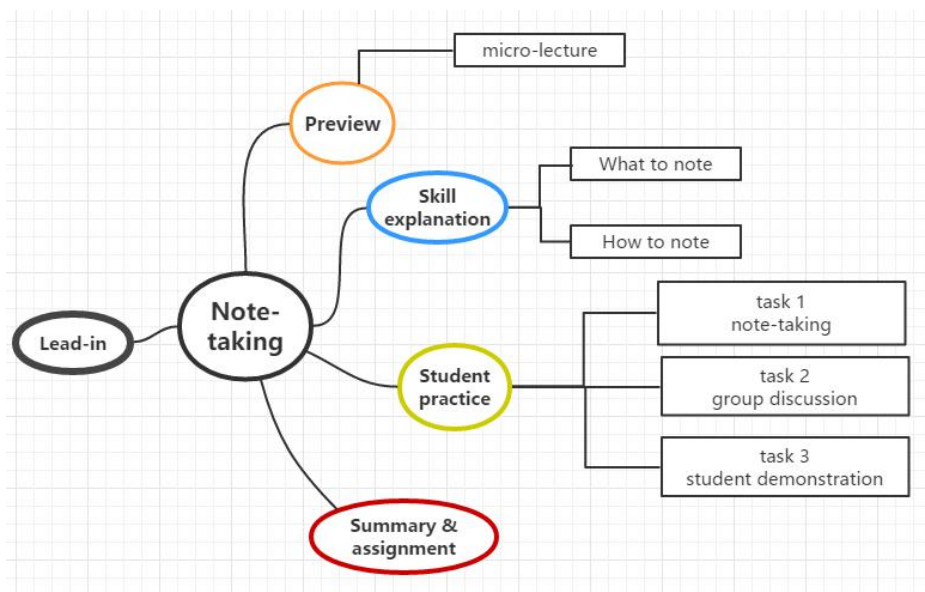 micro-lecture
Preview
What to note
Skill
explanation
How to note
task 1
note-taking
Note-
taking
Lead-in
Student
practice
task 2
group discussion
task 3
student demonstration
Summary &
assignment